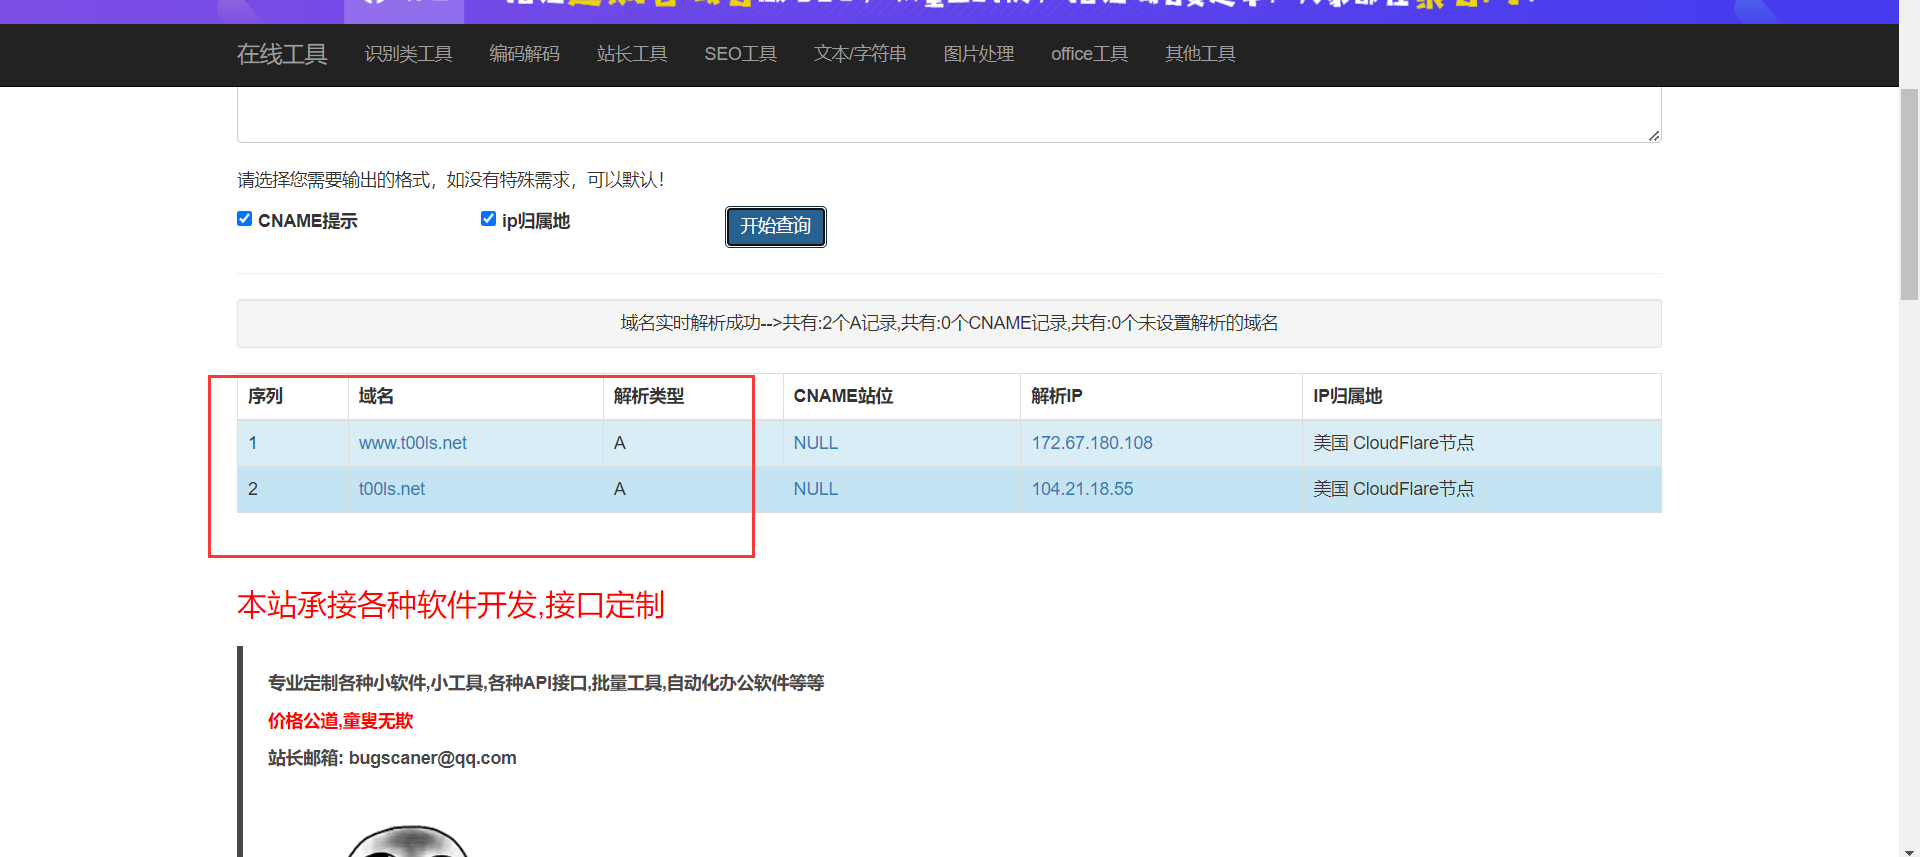 在线工具 识别类工具 编码解码 站长工具 SEO工具 文本/字符串 图片处理 office工具 其他工具
请选择您需要输出的格式，如没有特殊需求，可以默认！
CNAME提示 ip归属地 开始查询
域名实时解析成功-->共有:2个A记录,共有:0个CNAME记录,共有:0个未设置解析的域名
序列 域名 解析类型 CNAME站位 解析IP IP归属地
1 www.t00ls.net A NULL 172.67.180.108 美国 CloudFlare节点
2 t00ls.net A NULL 104.21.18.55 美国 CloudFlare节点
本站承接各种软件开发,接口定制
专业定制各种小软件,小工具,各种API接口,批量工具,自动化办公软件等等
价格公道,童叟无欺
站长邮箱: bugscaner@qq.com